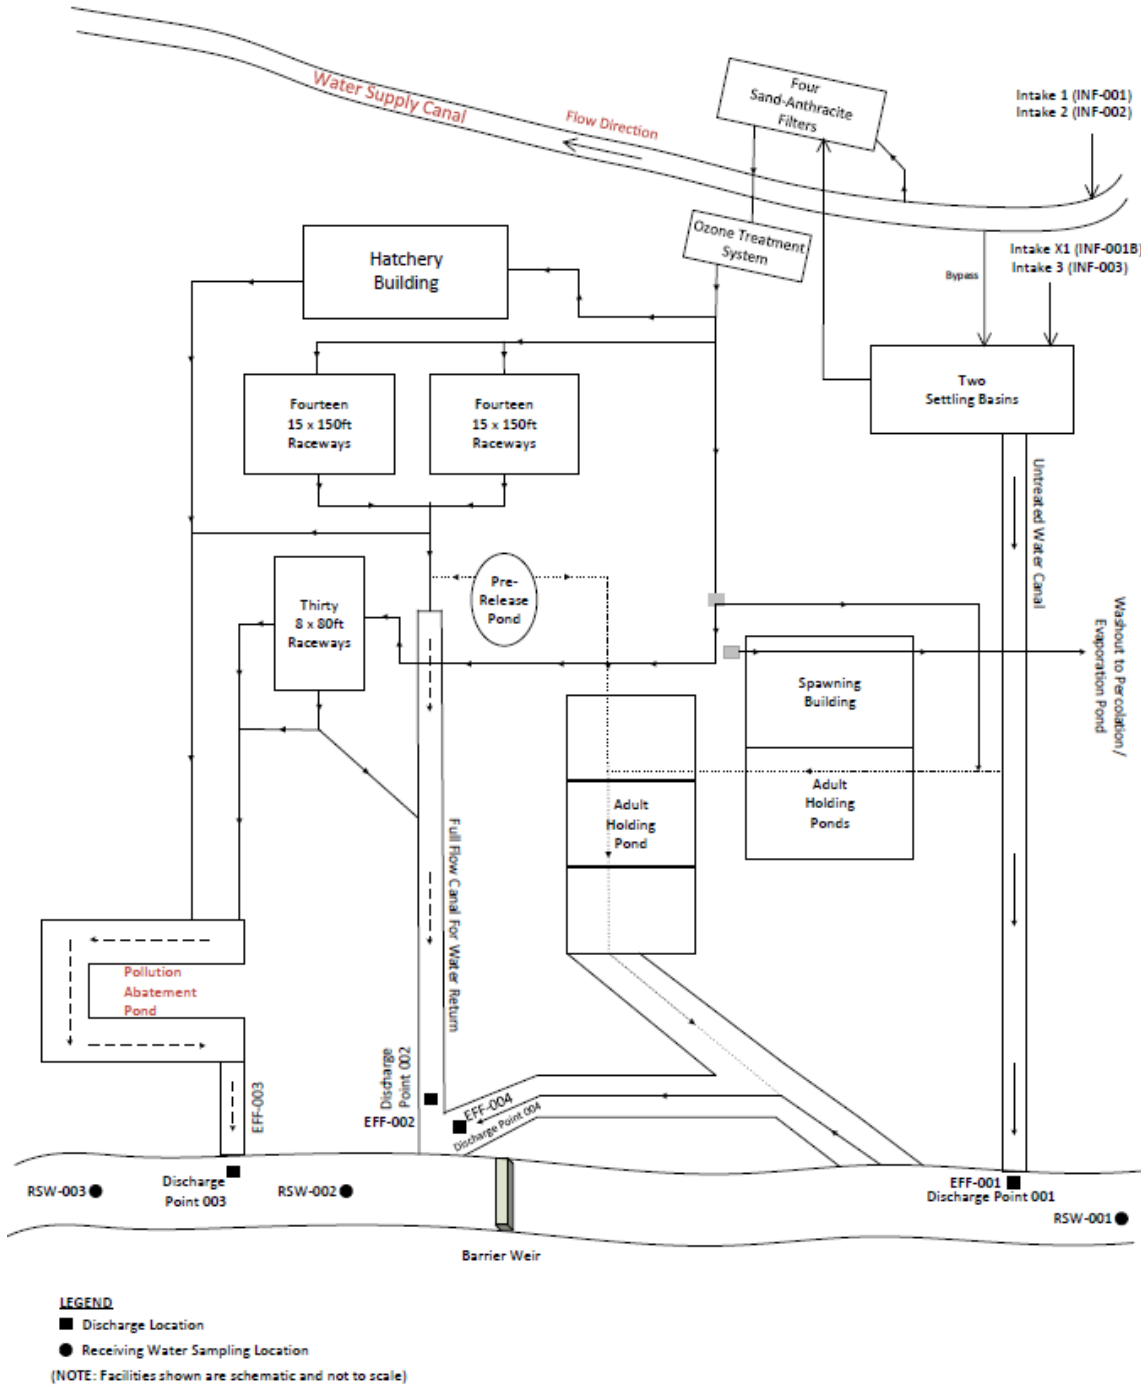 Water Supply Canal
Flow Direction
Four
Sand-Anthracite
Filters
Intake 1 (INF-001)
Intake 2 (INF-002)
Ozone Treatment
System
Intake X1 (INF-001B)
Intake 3 (INF-003)
Bypass
Hatchery
Building
Two
Settling Basins
Fourteen
15 x 150ft
Raceways
Fourteen
15 x 150ft
Raceways
Untreated Water Canal
Pre-
Release
Pond
Thirty
8 x 80ft
Raceways
Washout to Percolation/
Evaporation Pond
Spawning
Building
Adult
Holding
Ponds
Adult
Holding
Pond
Full Flow Canal For Water Return
Pollution
Abatement
Pond
EFF-003
Discharge
Point 002
EFF-002
EFF-004
Discharge Point 004
RSW-003
Discharge
Point 003
RSW-002
EFF-001
Discharge Point 001
RSW-001
Barrier Weir
LEGEND
Discharge Location
Receiving Water Sampling Location
(NOTE: Facilities shown are schematic and not to scale)